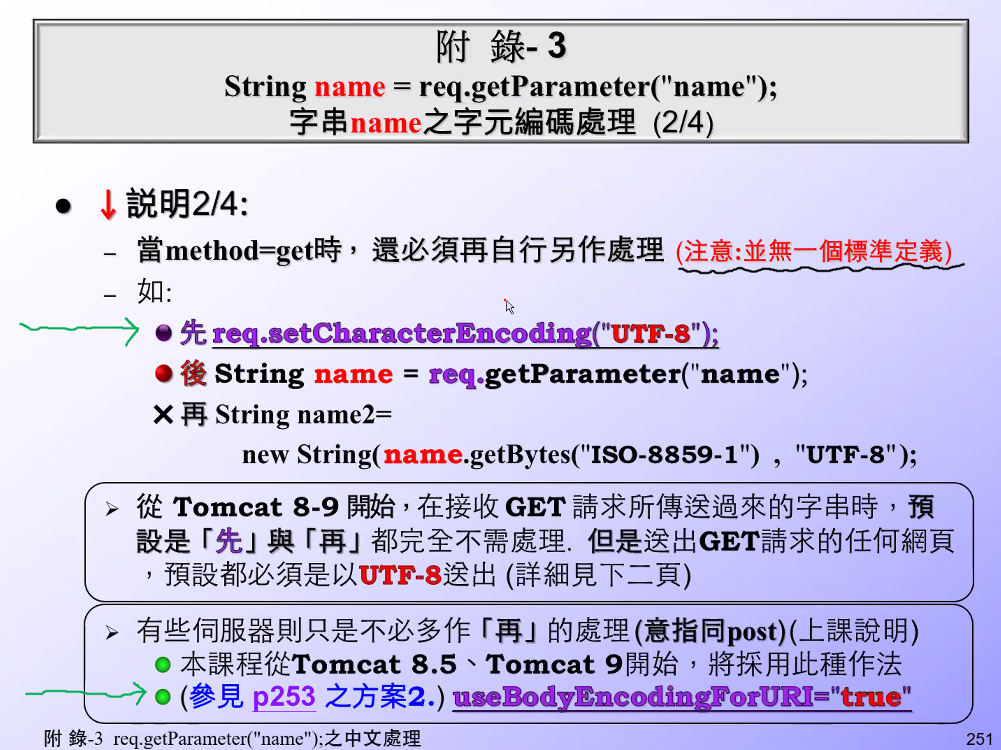 附 錄- 3
String name = req.getParameter("name");
字串name之字元編碼處理 (2/4)
● ↓説明2/4:
– 當method=get時，還必須再自行另作處理 (注意:並無一個標準定義)
– 如:
先 req.setCharacterEncoding("UTF-8");
後 String name = req.getParameter("name");
✕ 再 String name2=
new String(name.getBytes("ISO-8859-1") , "UTF-8");
➢ 從 Tomcat 8-9 開始，在接收 GET 請求所傳送過來的字串時，預
設是「先」與「再」都完全不需處理. 但是送出GET請求的任何網頁
，預設都必須是以UTF-8送出 (詳細見下二頁)
➢ 有些伺服器則只是不必多作「再」的處理(意指同post)(上課說明)
本課程從Tomcat 8.5、Tomcat 9開始，將採用此種作法
(參見 p253 之方案2.) useBodyEncodingForURI="true"
附 錄-3 req.getParameter("name");之中文處理
251